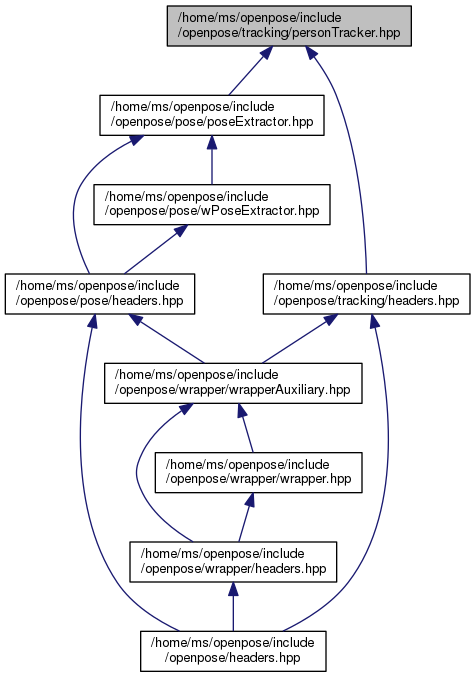 /home/ms/openpose/include
/openpose/tracking/personTracker.hpp
/home/ms/openpose/include
/openpose/pose/poseExtractor.hpp
/home/ms/openpose/include
/openpose/pose/wPoseExtractor.hpp
/home/ms/openpose/include
/openpose/pose/headers.hpp
/home/ms/openpose/include
/openpose/tracking/headers.hpp
/home/ms/openpose/include
/openpose/wrapper/wrapperAuxiliary.hpp
/home/ms/openpose/include
/openpose/wrapper/wrapper.hpp
/home/ms/openpose/include
/openpose/wrapper/headers.hpp
/home/ms/openpose/include
/openpose/headers.hpp